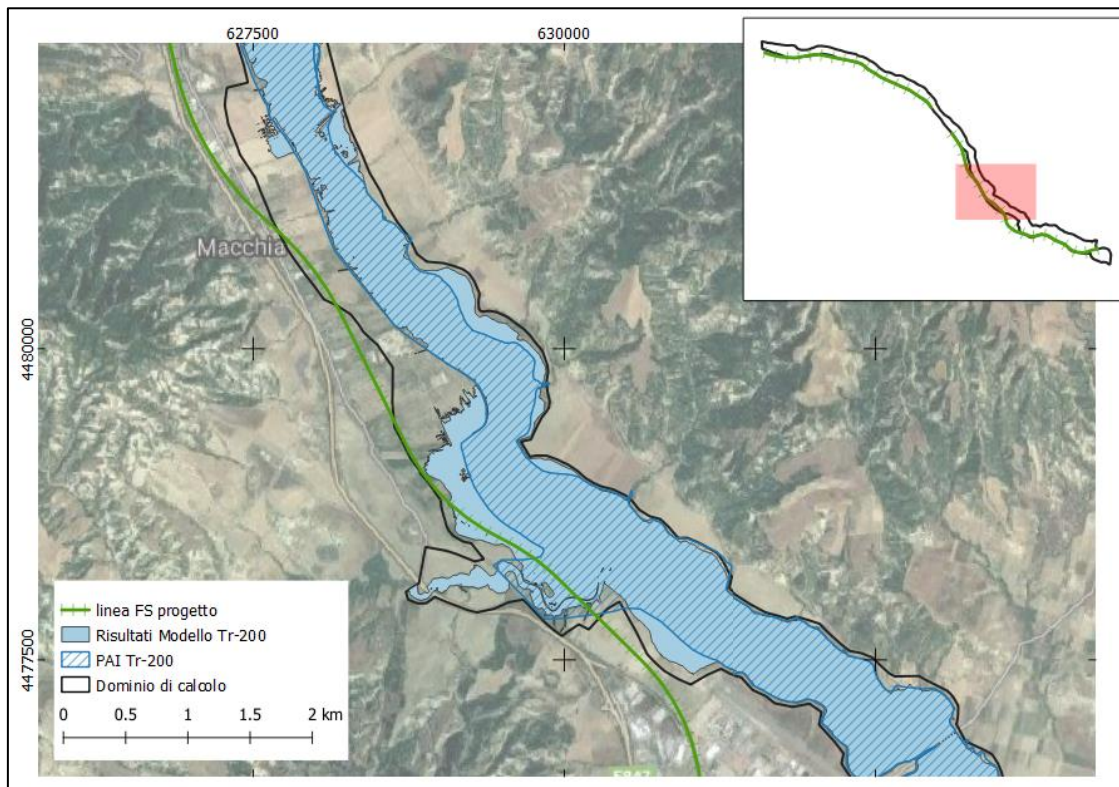 627500
630000
4480000
4477500
Macchia
linea FS progetto
Risultati Modello Tr-200
PAI Tr-200
Dominio di calcolo
0 0.5 1 1.5 2 km